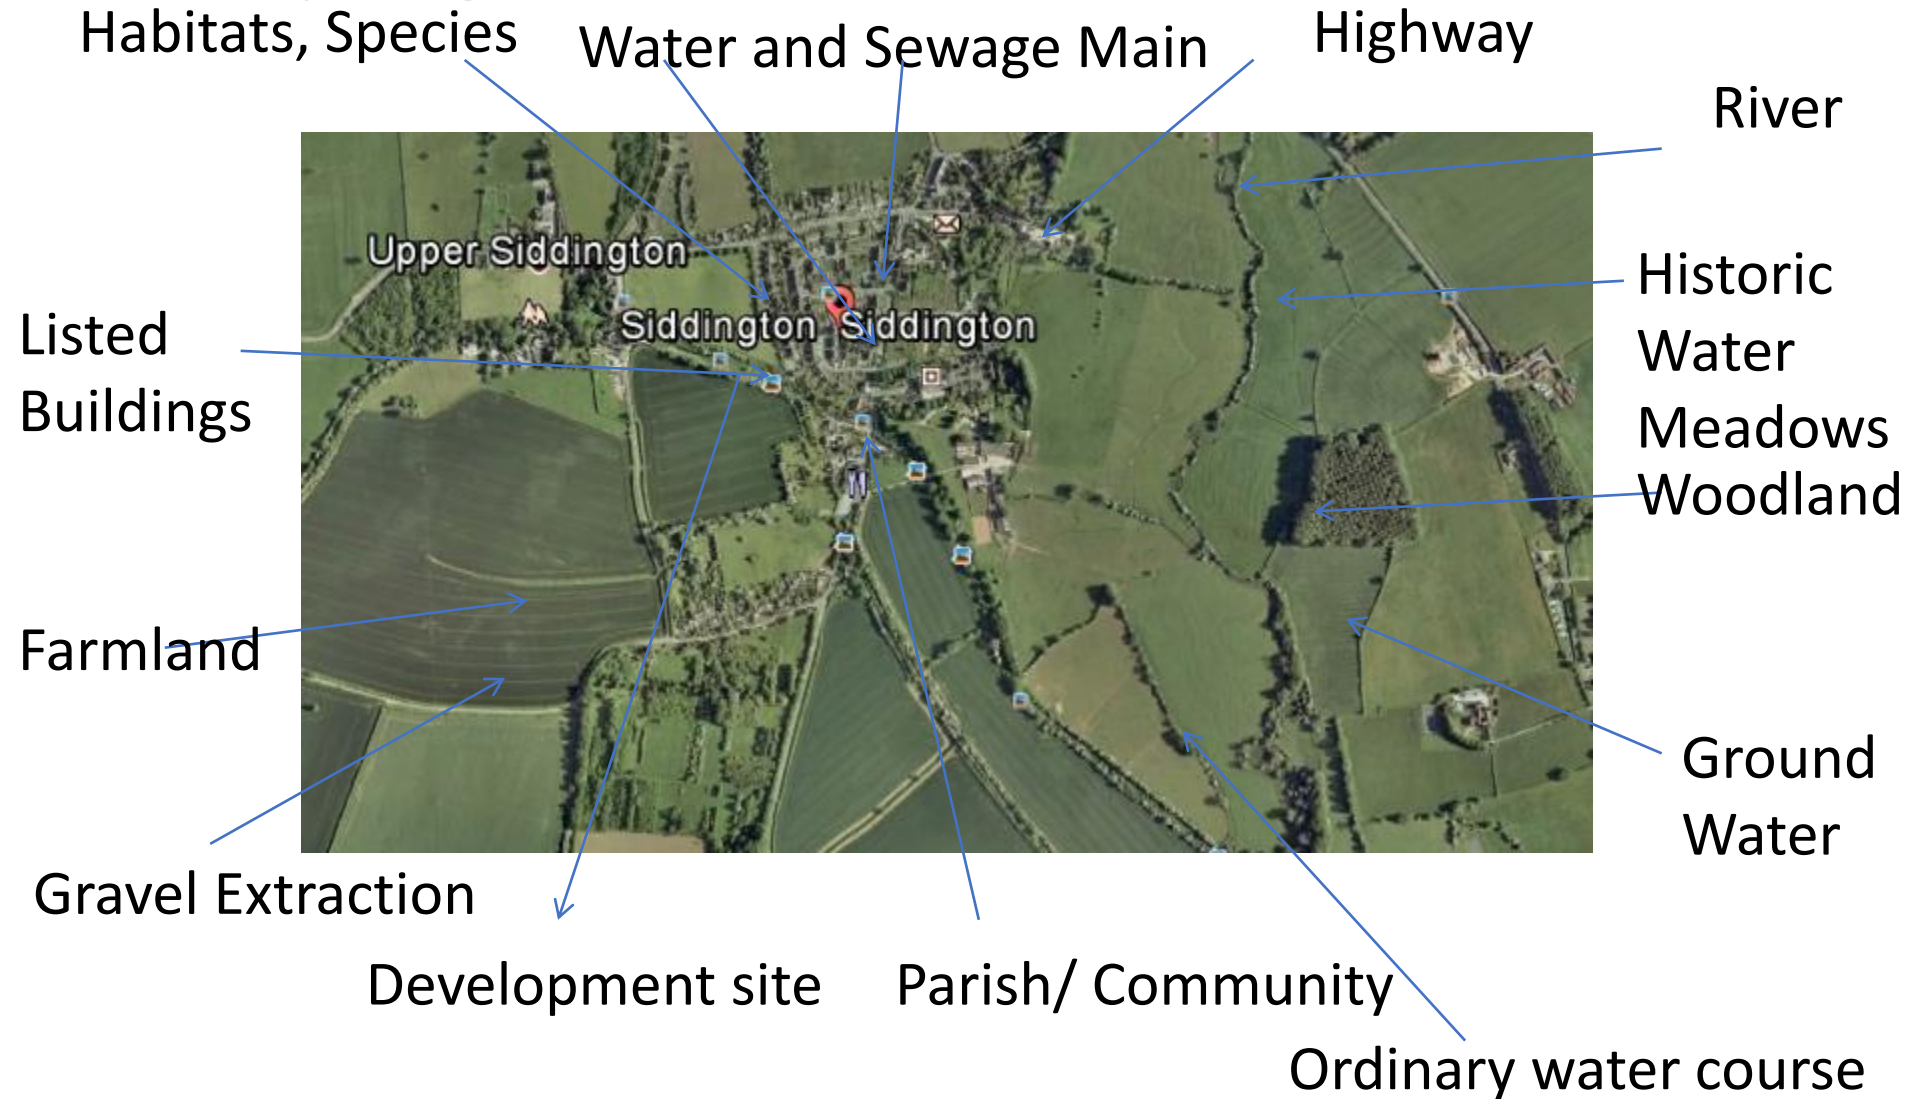 Habitats, Species
Water and Sewage Main
Highway
River
Upper Siddington
Siddington
Siddington
Historic
Water
Meadows
Woodland
Listed
Buildings
Farmland
Ground
Water
Gravel Extraction
Development site
Parish/ Community
Ordinary water course